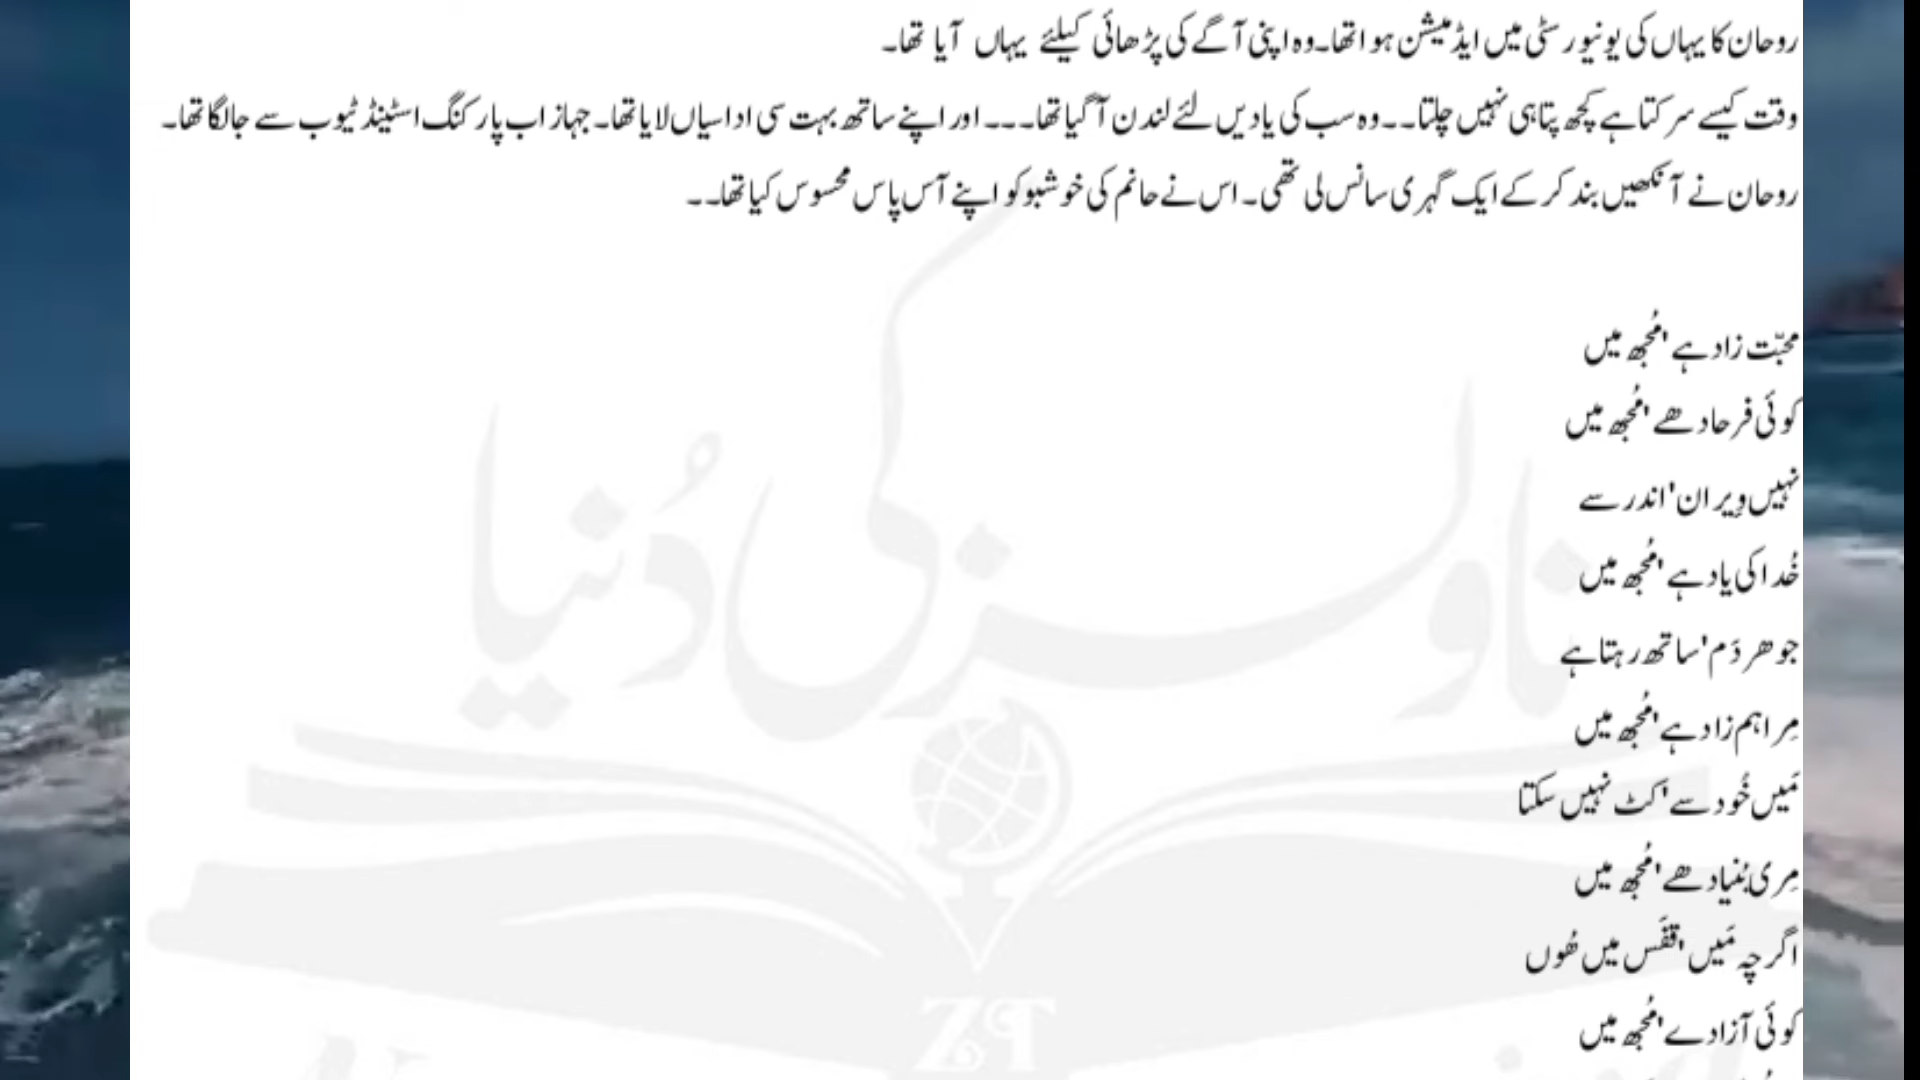 روحان کا یہاں کی یونیورسٹی میں ایڈمیشن ہوا تھا۔ وہ اپنی آگے کی پڑھائی کیلئے یہاں آیا تھا۔
وقت کیسے سرکتا ہے کچھ پتا ہی نہیں چلتا۔۔ وہ سب کی یادیں لئے لندن آ گیا تھا۔۔۔ اور اپنے ساتھ بہت سی اداسیاں لایا تھا۔ جہاز اب پارکنگ اسٹینڈ ٹیوب سے جا لگا تھا۔
روحان نے آنکھیں بند کر کے ایک گہری سانس لی تھی۔ اس نے حانم کی خوشبو کو اپنے آس پاس محسوس کیا تھا۔۔
محبّت زاد ہے 'مُجھ میں
کوئی فرحاد ھے 'مُجھ میں
نہیں وِیران 'اندر سے
خُدا کی یاد ہے 'مُجھ میں
جو ھر دَم 'ساتھ رہتا ہے
مِرا ہم زاد ہے 'مُجھ میں
مَیں خُود سے 'کٹ نہیں سکتا
مِری بُنیاد ھے 'مُجھ میں
اگرچہ مَیں 'قفَس میں ھُوں
کوئی آزاد ے 'مُجھ میں
ناولز کی دُنیا
ZT